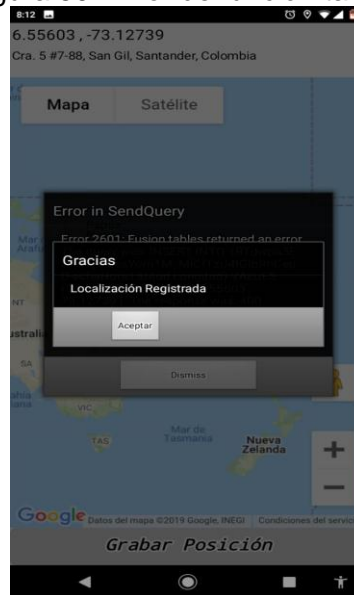 8:12
6.55603 , -73.12739
Cra. 5 #7-88, San Gil, Santander, Colombia
Mapa Satélite
Error in SendQuery
Error 2601: Fusion tables returned an error
Gracias
Localización Registrada
Aceptar
Dismiss
NT
SA
VIC
TAS
Mar de
Tasmania
Nueva
Zelanda
Google Datos del mapa ©2019 Google, INEGI Condiciones del servicio
Grabar Posición